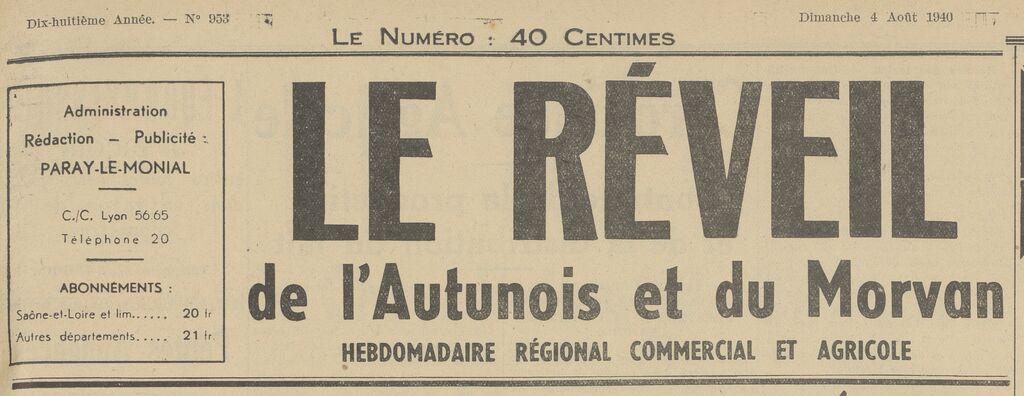 Dix-huitième Année. — N° 953
Dimanche 4 Août 1940
LE NUMÉRO : 40 CENTIMES
Administration
Rédaction — Publicité :
PARAY-LE-MONIAL
C./C. Lyon 56.65
Téléphone 20
ABONNEMENTS :
Saône-et-Loire et lim...... 20 fr
Autres départements..... 21 fr.
LE RÉVEIL
de l'Autunois et du Morvan
HEBDOMADAIRE RÉGIONAL COMMERCIAL ET AGRICOLE